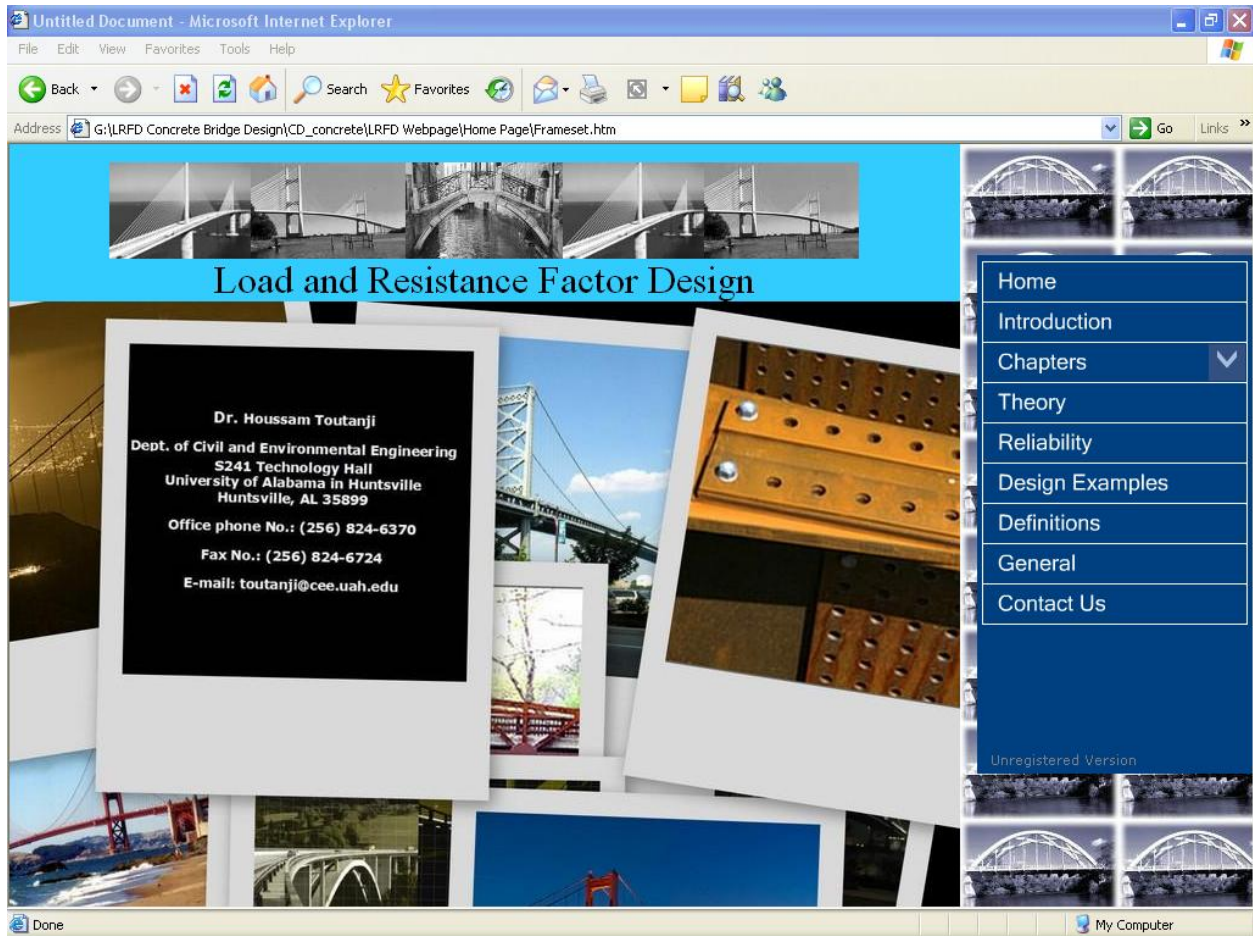 Untitled Document - Microsoft Internet Explorer
File Edit View Favorites Tools Help
Back Search Favorites
Address G:\LRFD Concrete Bridge Design\CD_concrete\LRFD Webpage\Home Page\Frameset.htm Go Links »
Load and Resistance Factor Design
Dr. Houssam Toutanji
Dept. of Civil and Environmental Engineering
S241 Technology Hall
University of Alabama in Huntsville
Huntsville, AL 35899
Office phone No.: (256) 824-6370
Fax No.: (256) 824-6724
E-mail: toutanji@cee.uah.edu
Home
Introduction
Chapters
Theory
Reliability
Design Examples
Definitions
General
Contact Us
Unregistered Version
Done My Computer